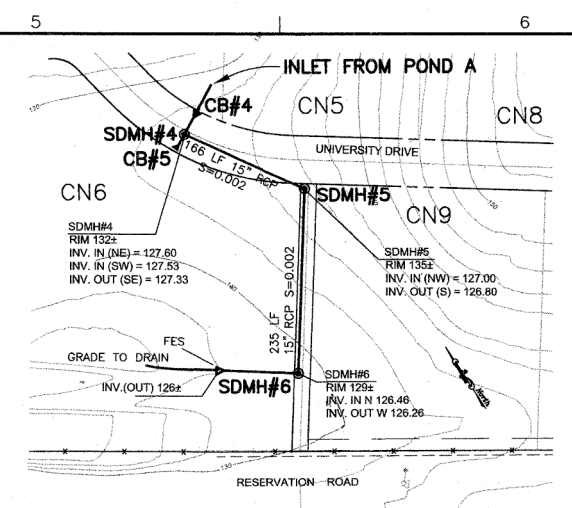 5
6
INLET FROM POND A
CB#4
CN5
CN8
SDMH#4
CB#5
UNIVERSITY DRIVE
166 LF 15" RCP
S=0.002
CN6
SDMH#5
CN9
SDMH#4
RIM 132±
INV. IN (NE) = 127.60
INV. IN (SW) = 127.53
INV. OUT (SE) = 127.33
SDMH#5
RIM 135±
INV. IN (NW) = 127.00
INV. OUT (S) = 126.80
235 LF
15" RCP S=0.002
FES
GRADE TO DRAIN
INV.(OUT) 126±
SDMH#6
SDMH#6
RIM 129±
INV. IN N 126.46
INV. OUT W 126.26
North
130
RESERVATION ROAD